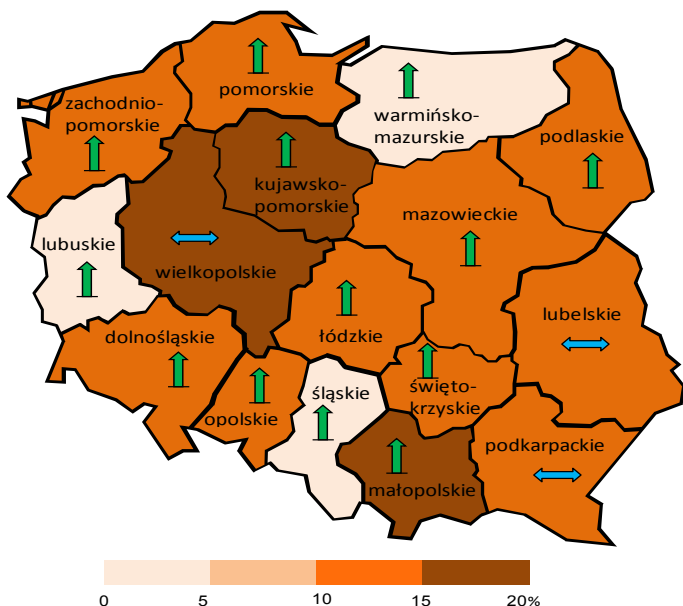 pomorskie
zachodnio-
pomorskie
warmińsko-
mazurskie
podlaskie
kujawsko-
pomorskie
mazowieckie
lubuskie
wielkopolskie
lubelskie
dolnośląskie
łódzkie
śląskie
święto-
krzyskie
opolskie
podkarpackie
małopolskie
0 5 10 15 20%